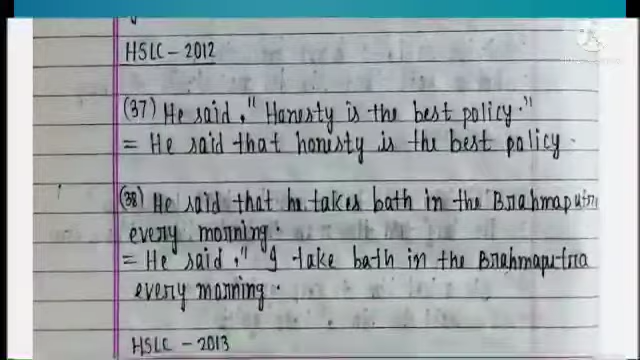 HSLC - 2012
(37) He said, "Honesty is the best policy."
= He said that honesty is the best policy.
(38) He said that he takes bath in the Brahmaputr
every morning.
= He said, "I take bath in the Brahmaputra
every morning.
HSLC - 2013